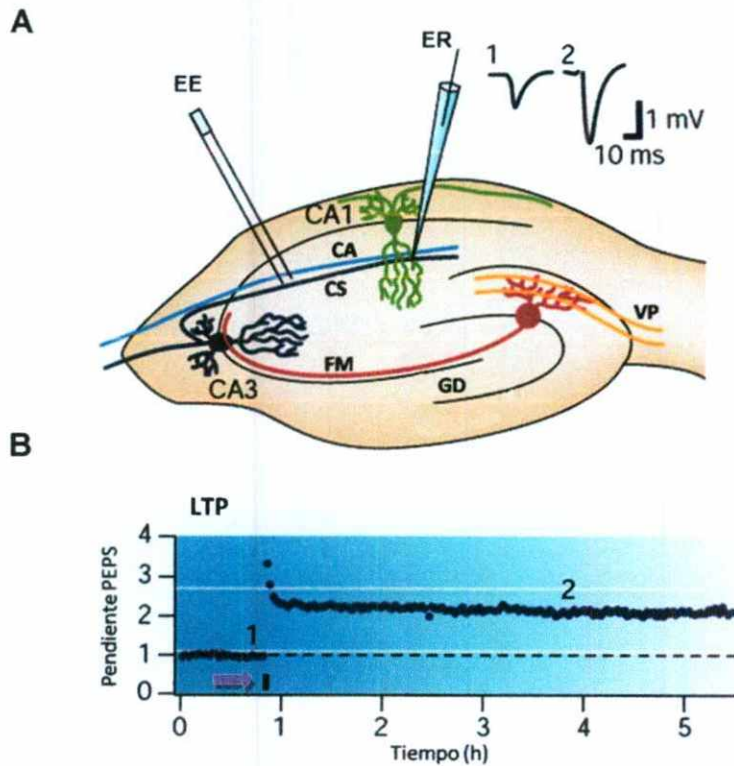 A
EE
ER
1 2
1 mV
10 ms
CA1
CA
CS
VP
FM
GD
CA3
B
LTP
Pendiente PEPS
4
3
2
1
0
1
2
0 1 2 3 4 5
Tiempo (h)